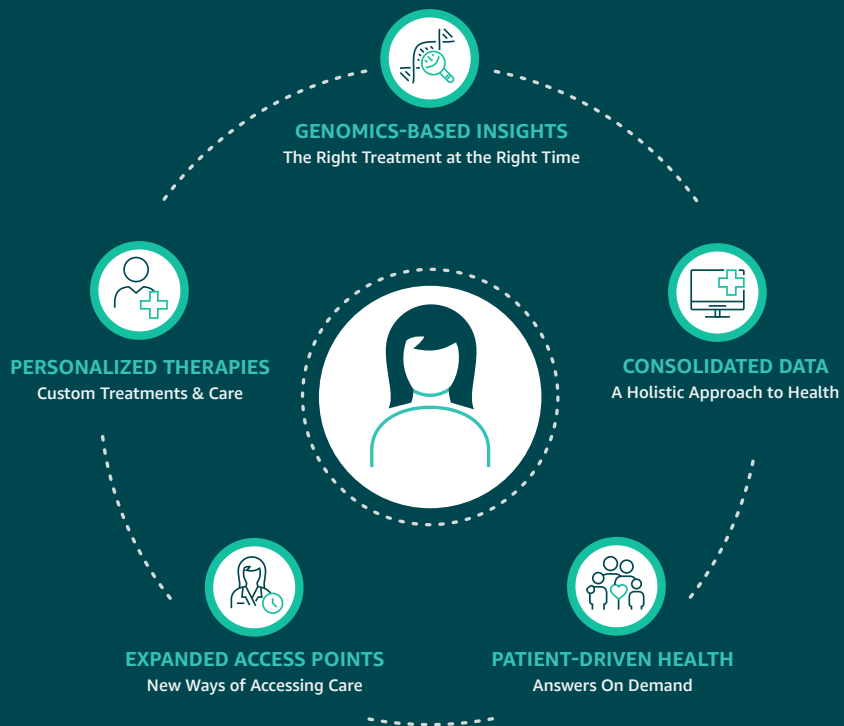 GENOMICS-BASED INSIGHTS
The Right Treatment at the Right Time
PERSONALIZED THERAPIES
Custom Treatments & Care
CONSOLIDATED DATA
A Holistic Approach to Health
EXPANDED ACCESS POINTS
New Ways of Accessing Care
PATIENT-DRIVEN HEALTH
Answers On Demand